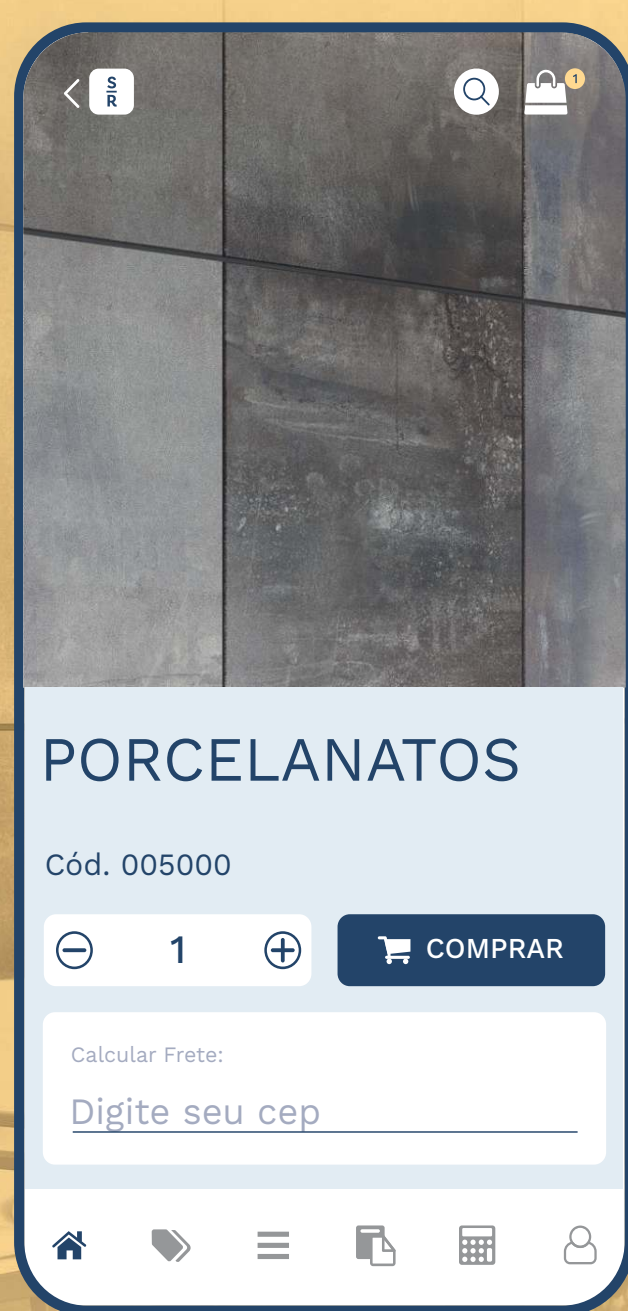 S
R
1
PORCELANATOS
Cód. 005000
1
COMPRAR
Calcular Frete:
Digite seu cep